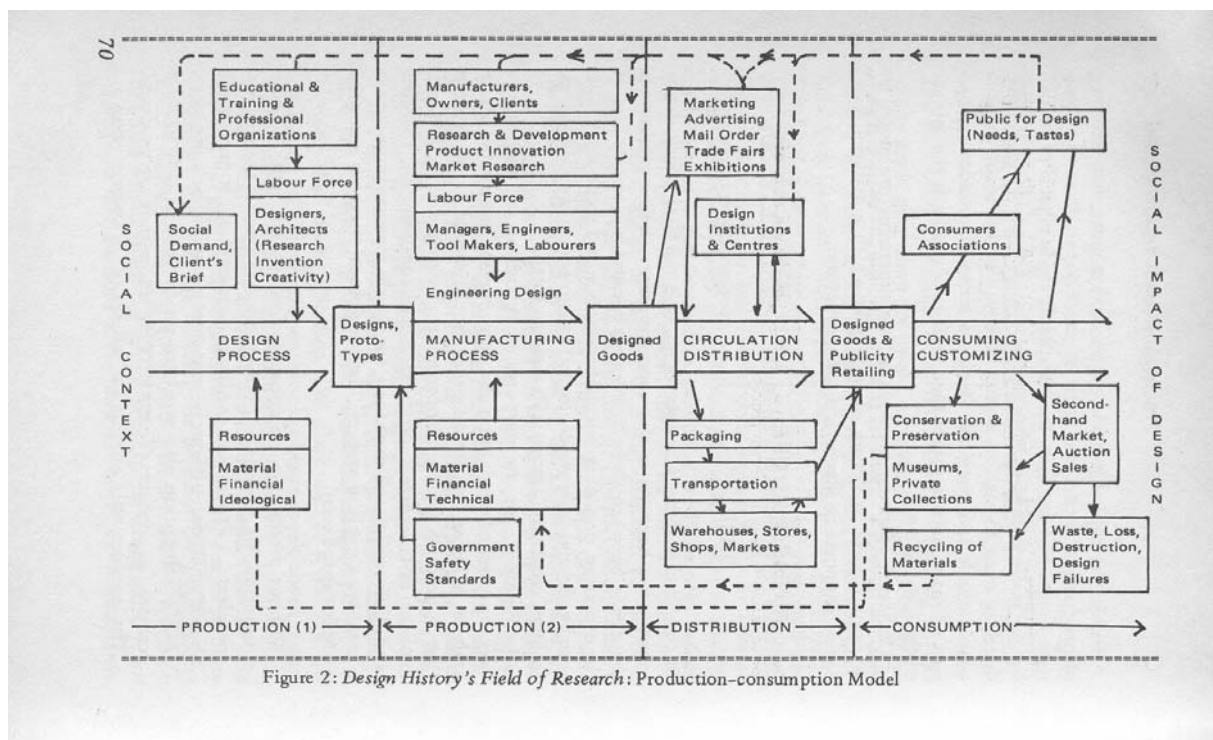 70
Educational &
Training &
Professional
Organizations
Labour Force
Designers,
Architects
(Research
Invention
Creativity)
Social
Demand,
Client's
Brief
SOCIAL CONTEXT
DESIGN
PROCESS
Resources
Material
Financial
Ideological
Designs,
Proto-
Types
Manufacturers,
Owners, Clients
Research & Development
Product Innovation
Market Research
Labour Force
Managers, Engineers,
Tool Makers, Labourers
Engineering Design
MANUFACTURING
PROCESS
Resources
Material
Financial
Technical
Government
Safety
Standards
Designed
Goods
Marketing
Advertising
Mail Order
Trade Fairs
Exhibitions
Design
Institutions
& Centres
CIRCULATION
DISTRIBUTION
Packaging
Transportation
Warehouses, Stores,
Shops, Markets
Designed
Goods &
Publicity
Retailing
Public for Design
(Needs, Tastes)
Consumers
Associations
CONSUMING
CUSTOMIZING
Conservation &
Preservation
Museums,
Private
Collections
Recycling of
Materials
Second-
hand
Market,
Auction
Sales
Waste, Loss,
Destruction,
Design
Failures
SOCIAL IMPACT OF DESIGN
PRODUCTION (1)
PRODUCTION (2)
DISTRIBUTION
CONSUMPTION
Figure 2: Design History's Field of Research: Production-consumption Model